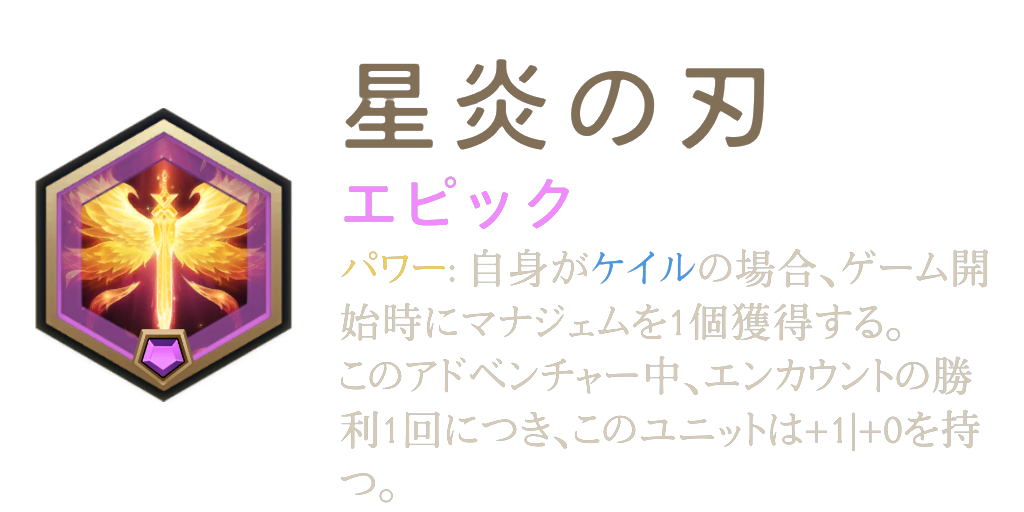 星炎の刃
エピック
パワー: 自身がケイルの場合、ゲーム開
始時にマナジェムを1個獲得する。
このアドベンチャー中、エンカウントの勝
利1回につき、このユニットは+1|+0を持
つ。